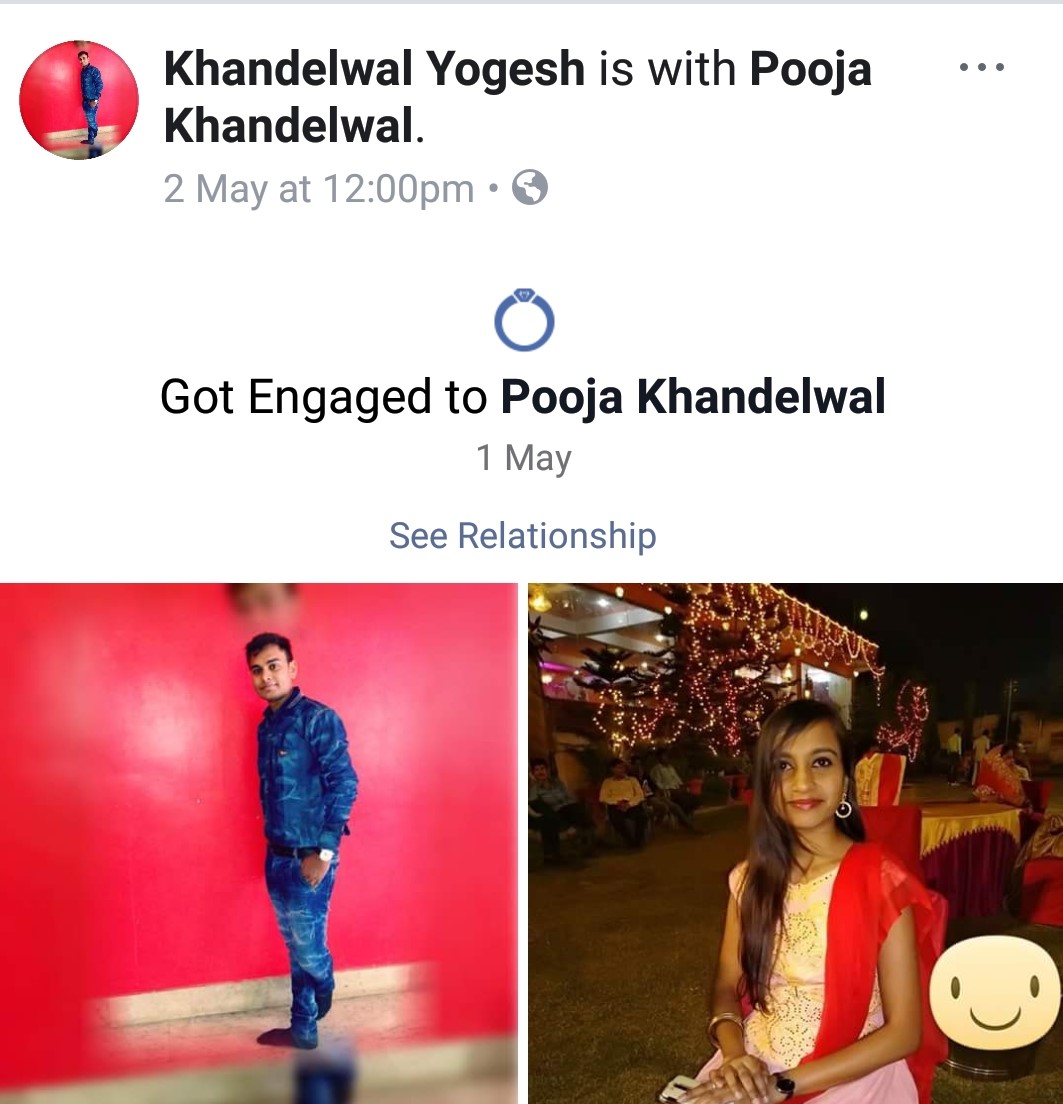 Khandelwal Yogesh is with Pooja
Khandelwal.
2 May at 12:00pm •
Got Engaged to Pooja Khandelwal
1 May
See Relationship